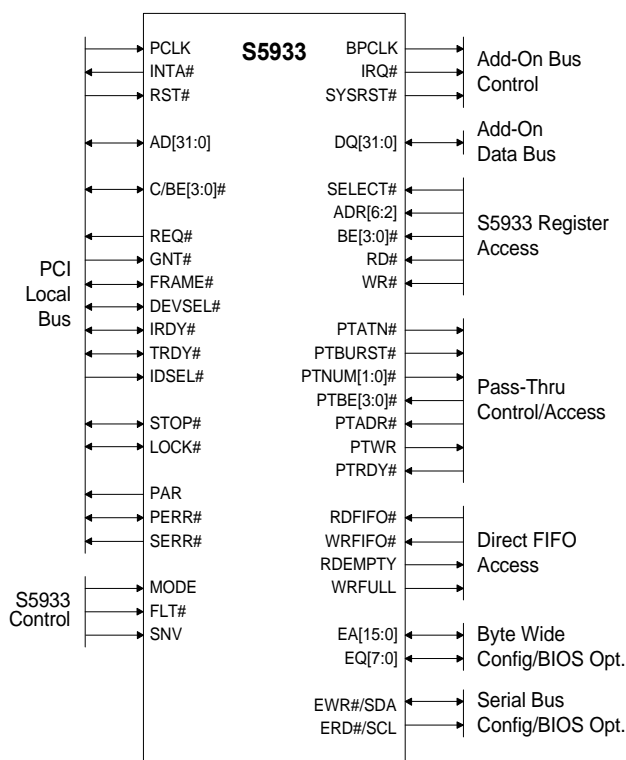 S5933
PCLK
INTA#
RST#
AD[31:0]
C/BE[3:0]#
REQ#
GNT#
FRAME#
DEVSEL#
IRDY#
TRDY#
IDSEL#
STOP#
LOCK#
PAR
PERR#
SERR#
PCI
Local
Bus
MODE
FLT#
SNV
S5933
Control
BPCLK
IRQ#
SYSRST#
Add-On Bus
Control
DQ[31:0]
Add-On
Data Bus
SELECT#
ADR[6:2]
BE[3:0]#
RD#
WR#
S5933 Register
Access
PTATN#
PTBURST#
PTNUM[1:0]#
PTBE[3:0]#
PTADR#
PTWR
PTRDY#
Pass-Thru
Control/Access
RDFIFO#
WRFIFO#
RDEMPTY
WRFULL
Direct FIFO
Access
EA[15:0]
EQ[7:0]
Byte Wide
Config/BIOS Opt.
EWR#/SDA
ERD#/SCL
Serial Bus
Config/BIOS Opt.